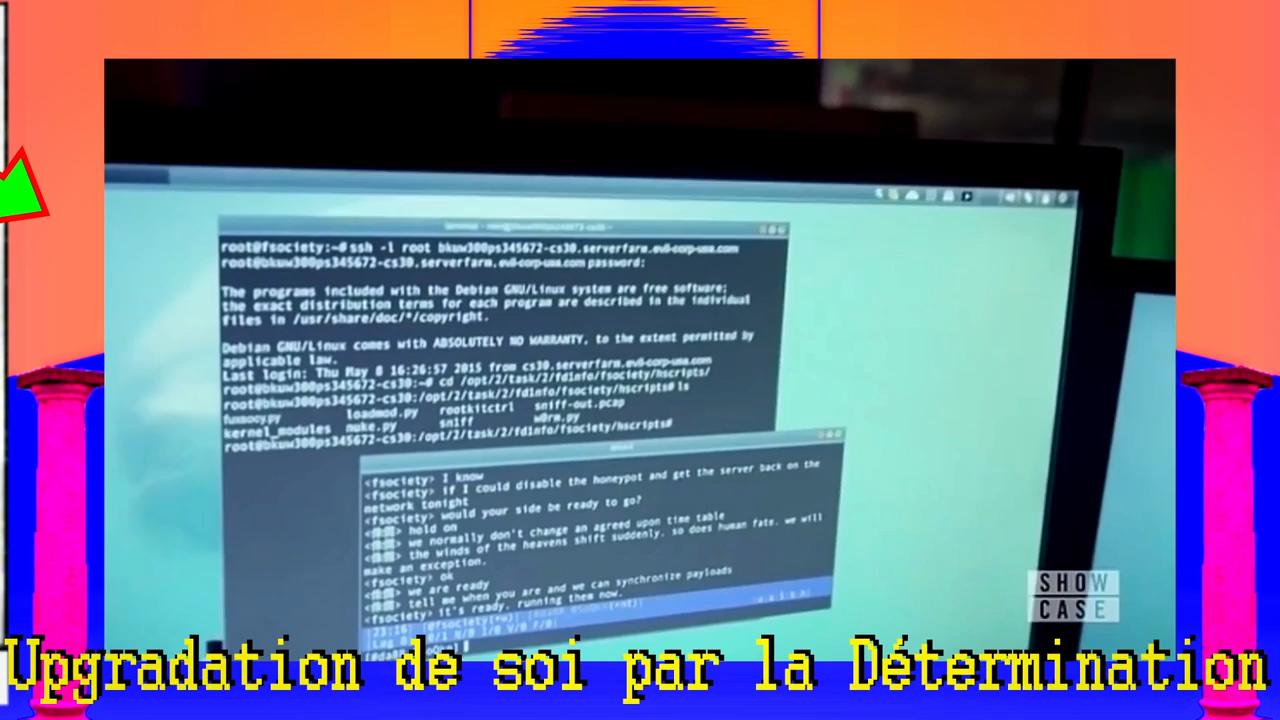 root@fsociety:~# ssh -l root bkuw300ps345672-cs30.serverfarm.evil-corp-usa.com
root@bkuw300ps345672-cs30.serverfarm.evil-corp-usa.com password:
The programs included with the Debian GNU/Linux system are free software;
the exact distribution terms for each program are described in the individual
files in /usr/share/doc/*/copyright.
Debian GNU/Linux comes with ABSOLUTELY NO WARRANTY, to the extent permitted by
applicable law.
Last login: Thu May 8 16:26:57 2015 from cs30.serverfarm.evil-corp-usa.com
root@bkuw300ps345672-cs30:~# cd /opt/2/task/2/fdinfo/fsociety/hscripts/
root@bkuw300ps345672-cs30:/opt/2/task/2/fdinfo/fsociety/hscripts# ls
fuxsocy.py loadmod.py rootkitctrl sniff-out.pcap
kernel_modules nuke.py sn1ff w0rm.py
root@bkuw300ps345672-cs30:/opt/2/task/2/fdinfo/fsociety/hscripts#
<fsociety> I know
<fsociety> if I could disable the honeypot and get the server back on the
network tonight
<fsociety> would your side be ready to go?
hold on
we normally don't change an agreed upon time table
the winds of the heavens shift suddenly. so does human fate. we will
make an exception.
<fsociety> ok
we are ready
tell me when you are and we can synchronize payloads
<fsociety> it's ready. running them now.
SHOW
CASE
Upgradation de soi par la Détermination